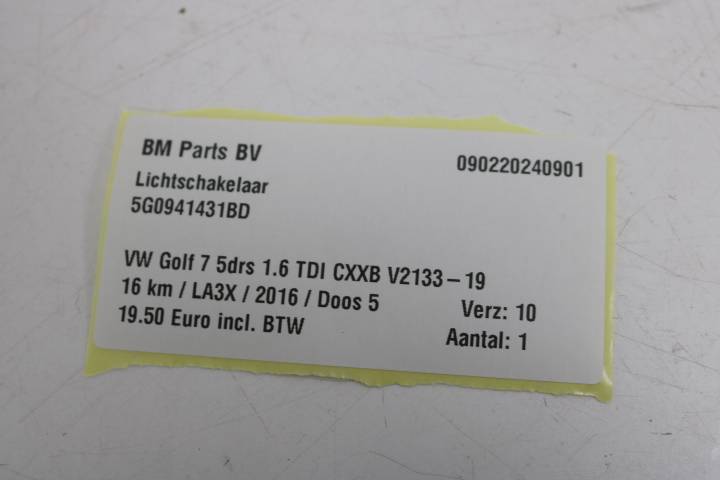 BM Parts BV 090220240901
Lichtschakelaar
5G0941431BD
VW Golf 7 5drs 1.6 TDI CXXB V2133-19
16 km / LA3X / 2016 / Doos 5 Verz: 10
19.50 Euro incl. BTW Aantal: 1